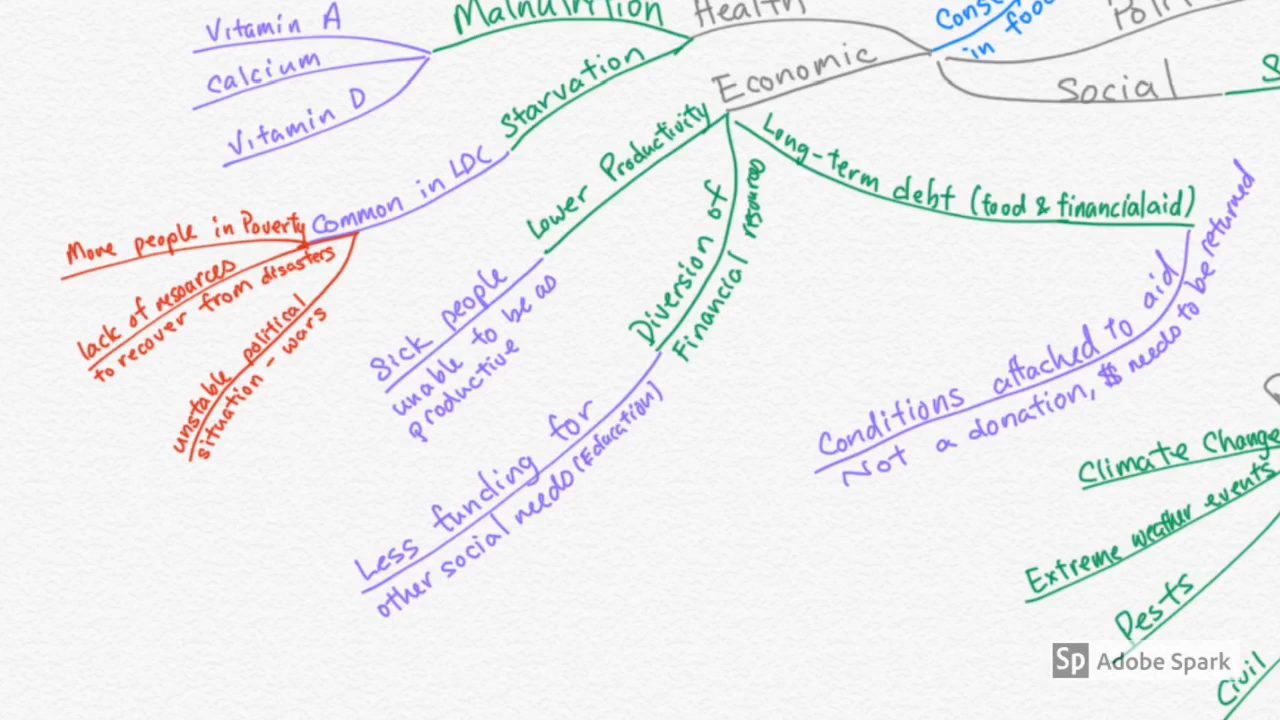 Vitamin A
Malnutrition
Health
in food
Calcium
Economic
Social
Starvation
Vitamin D
Lower Productivity
Long-term debt (food & financial aid)
Common in LDC
More people in Poverty
lack of resources
to recover from disasters
unstable political
situation - wars
Sick people
unable to be as
productive
Diversion of
Financial resources
Conditions attached to aid
Not a donation, $ needs to be returned
Less funding for
other social needs (Education)
Climate Change
Extreme weather events
Pests
Civil
Sp Adobe Spark